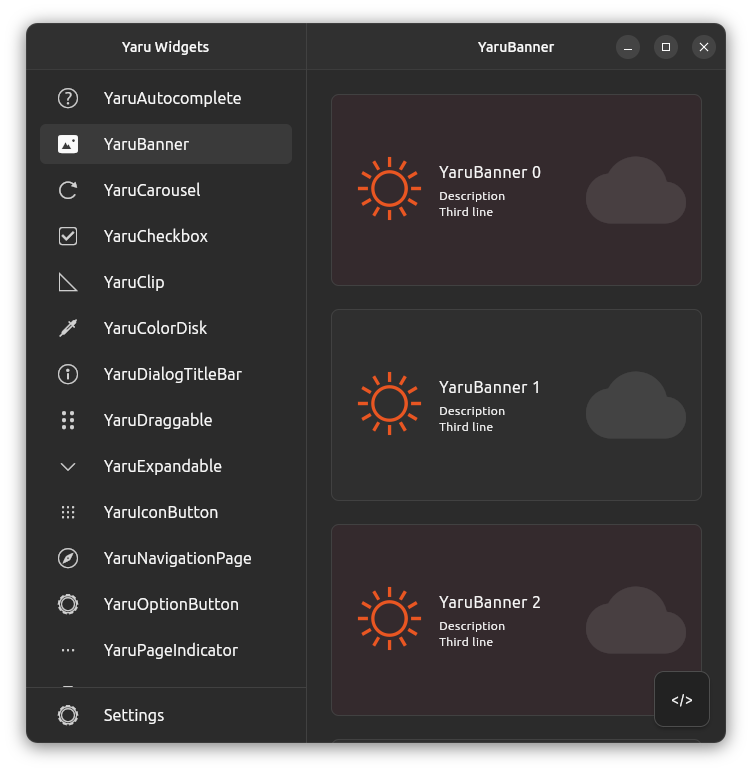 Yaru Widgets
YaruBanner
YaruAutocomplete
YaruBanner
YaruCarousel
YaruCheckbox
YaruClip
YaruColorDisk
YaruDialogTitleBar
YaruDraggable
YaruExpandable
YaruIconButton
YaruNavigationPage
YaruOptionButton
YaruPageIndicator
Settings
YaruBanner 0
Description
Third line
YaruBanner 1
Description
Third line
YaruBanner 2
Description
Third line
</>